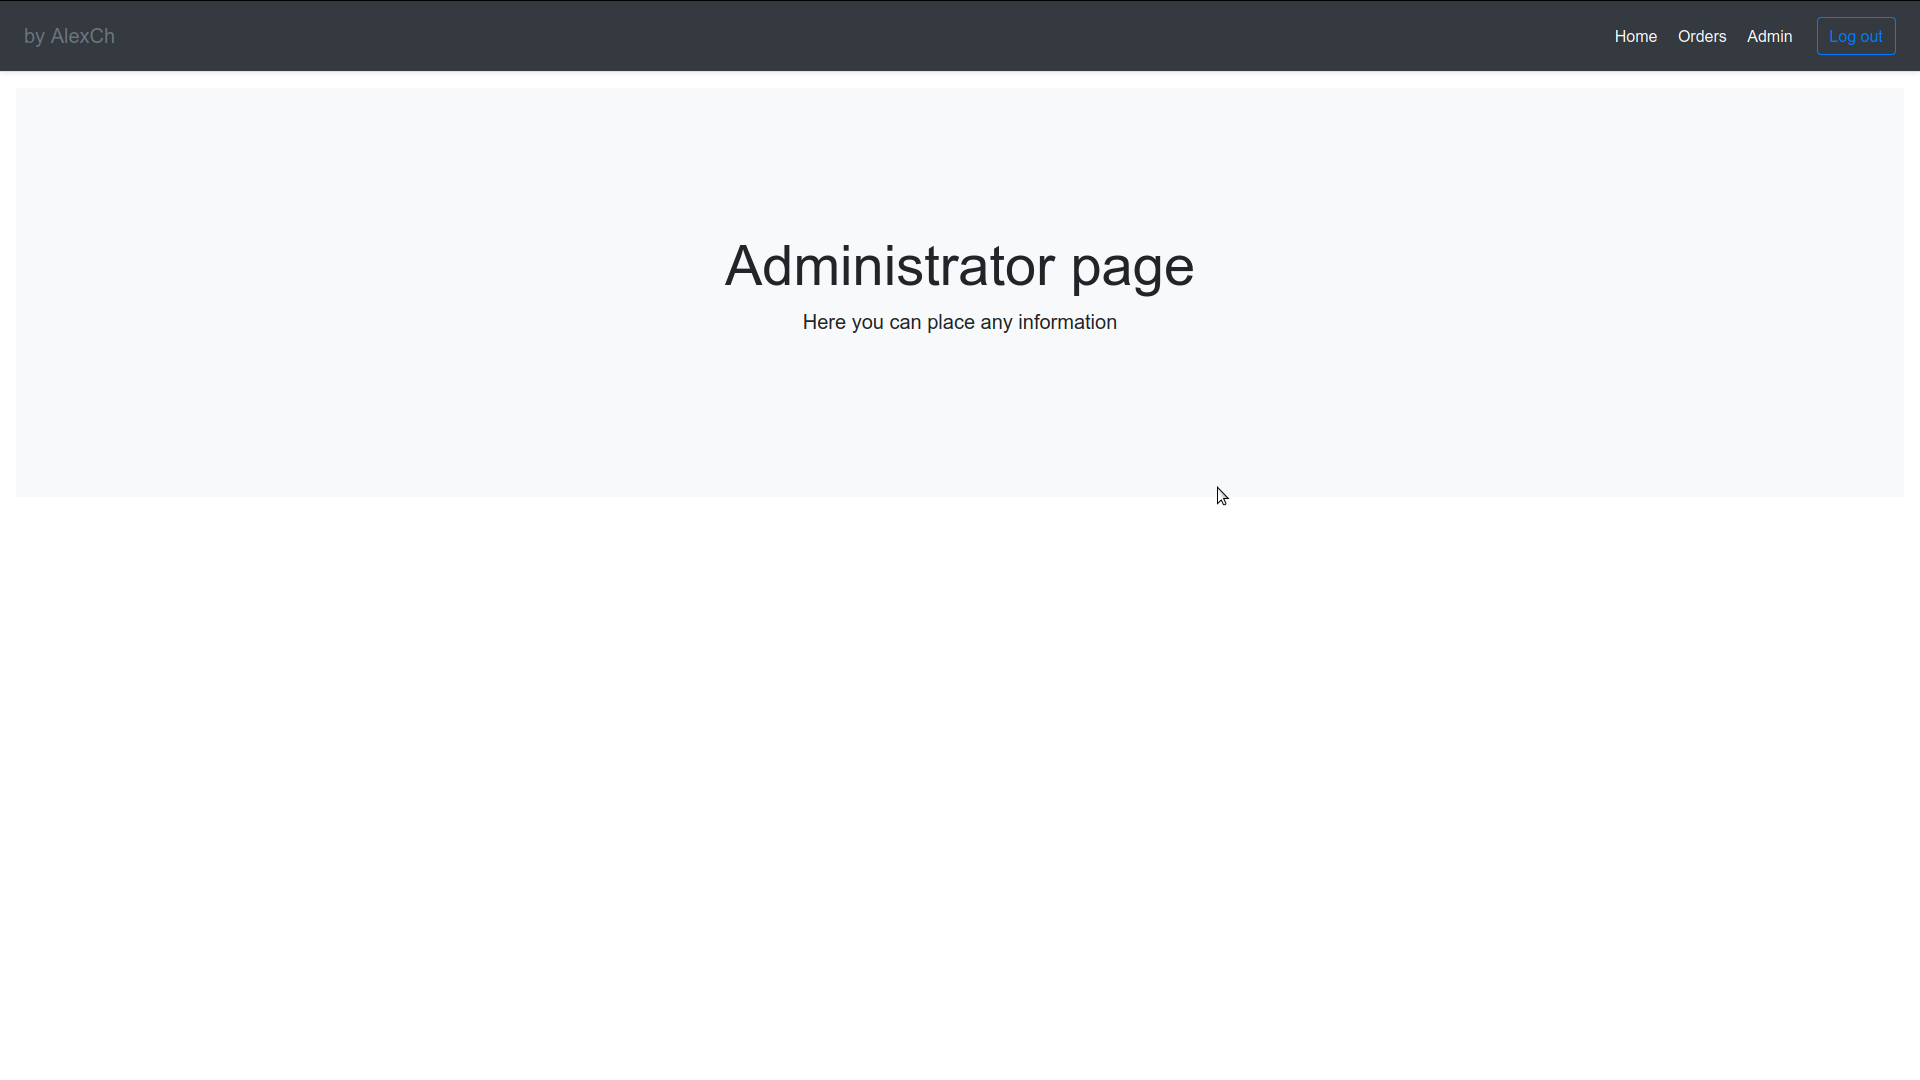 by AlexCh
Home Orders Admin Log out
Administrator page
Here you can place any information